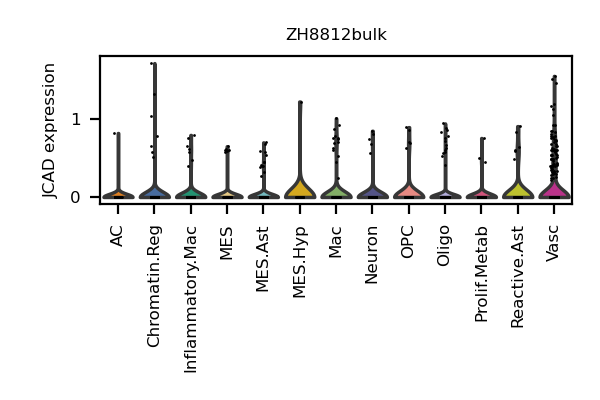 ZH8812bulk
JCAD expression
1
0
AC
Chromatin.Reg
Inflammatory.Mac
MES
MES.Ast
MES.Hyp
Mac
Neuron
OPC
Oligo
Prolif.Metab
Reactive.Ast
Vasc